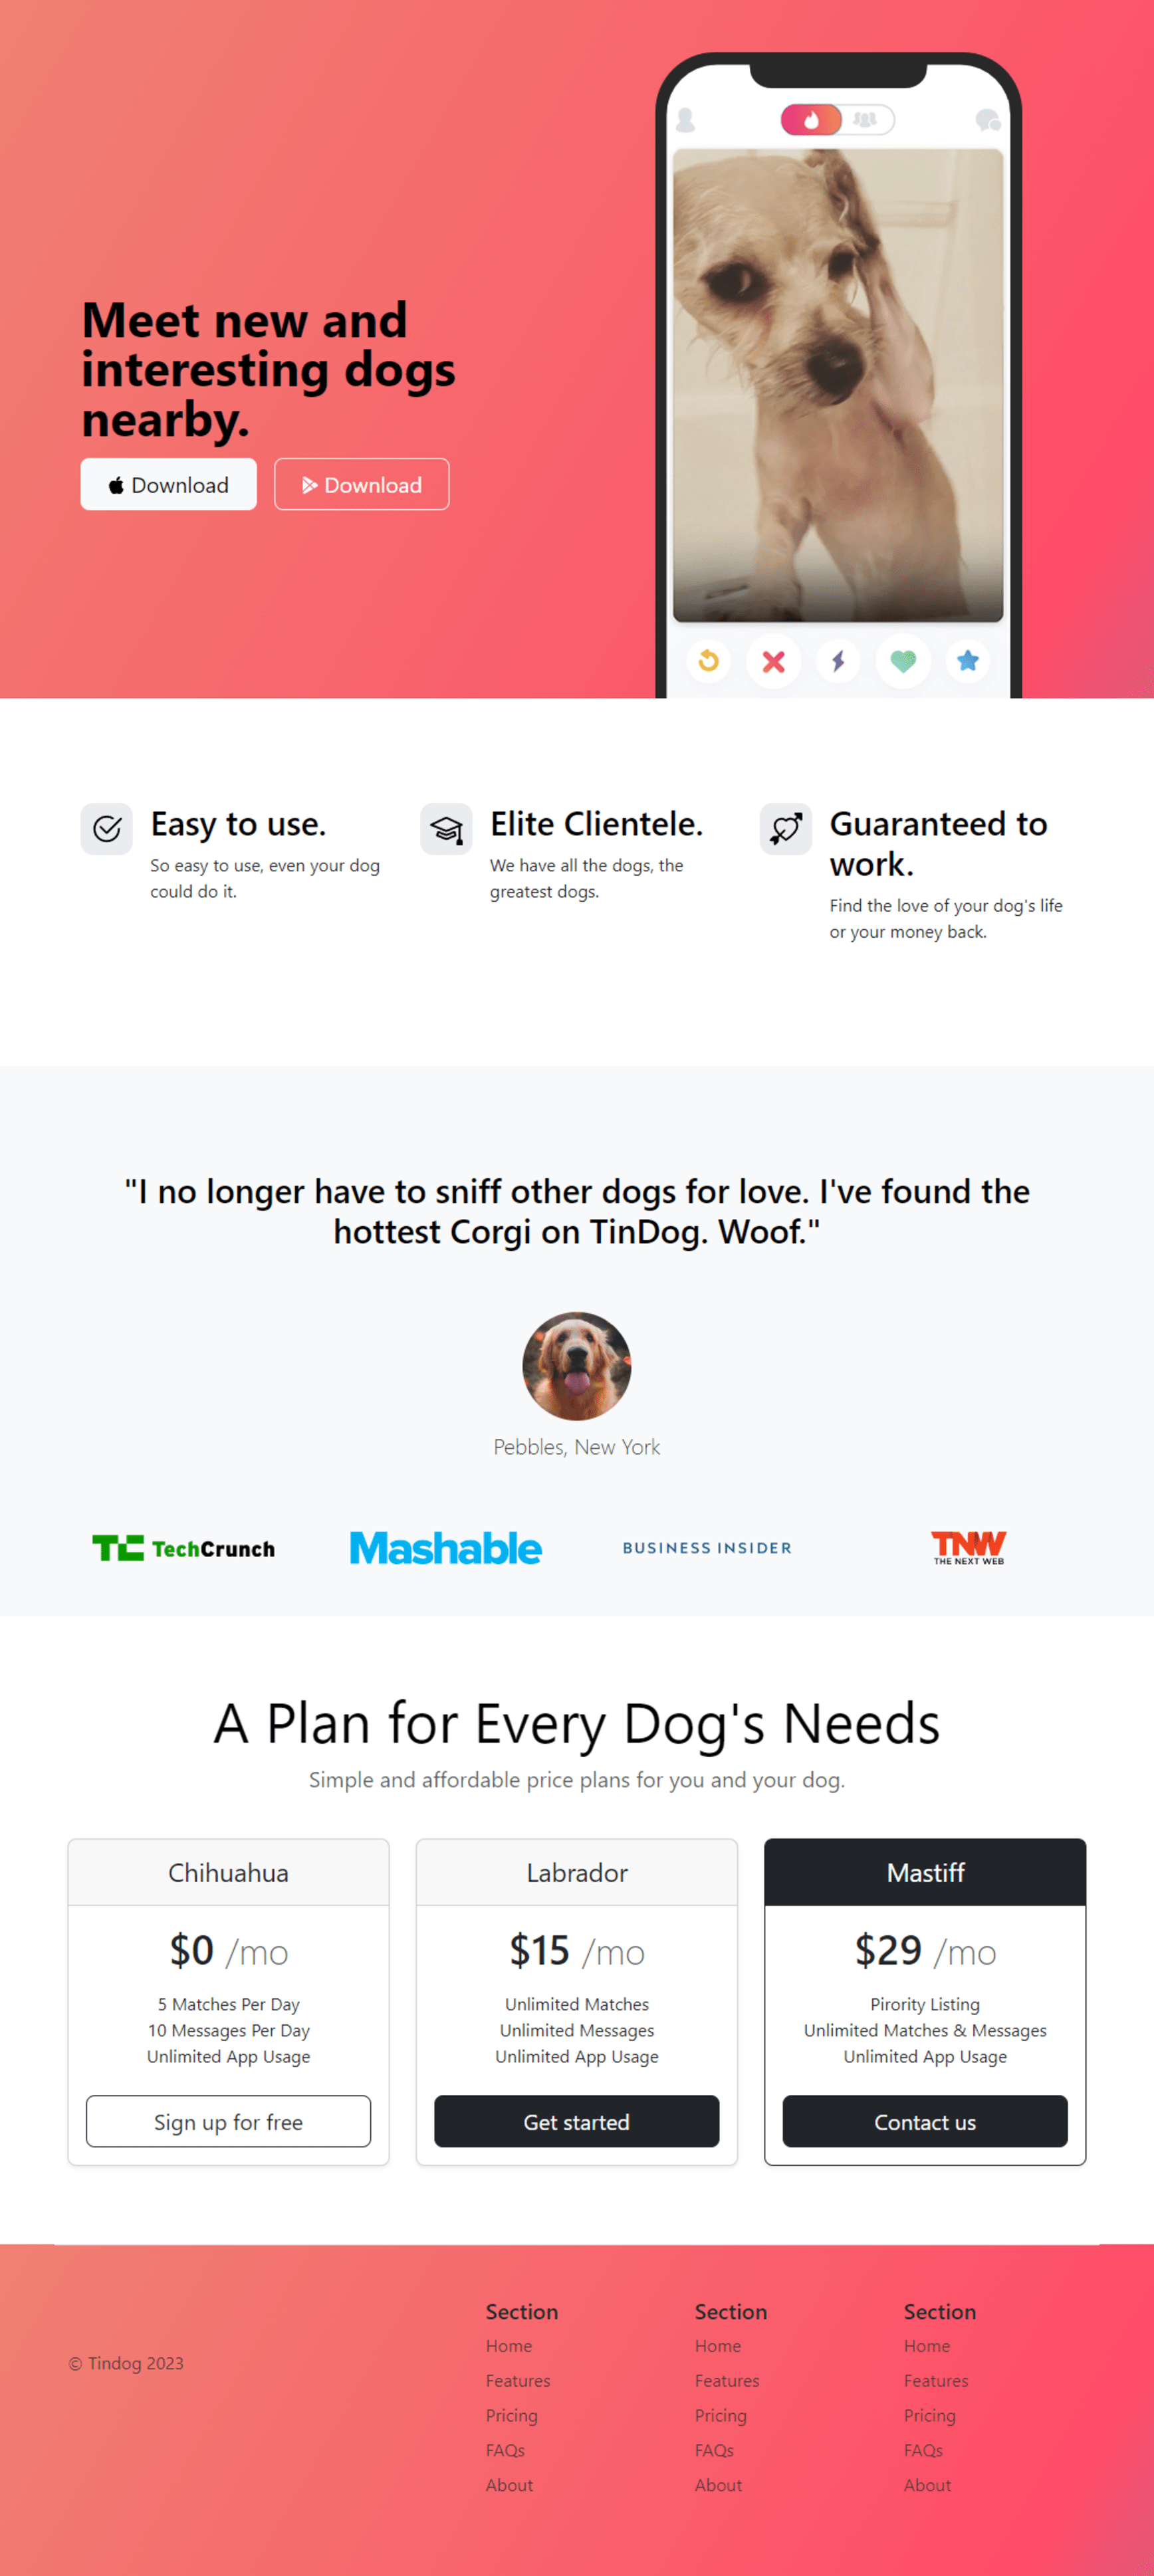 Meet new and
interesting dogs
nearby.
Download
Download
Easy to use.
So easy to use, even your dog
could do it.
Elite Clientele.
We have all the dogs, the
greatest dogs.
Guaranteed to
work.
Find the love of your dog's life
or your money back.
"I no longer have to sniff other dogs for love. I've found the
hottest Corgi on TinDog. Woof."
Pebbles, New York
TC TechCrunch
Mashable
BUSINESS INSIDER
TNW
THE NEXT WEB
A Plan for Every Dog's Needs
Simple and affordable price plans for you and your dog.
Chihuahua
$0 /mo
5 Matches Per Day
10 Messages Per Day
Unlimited App Usage
Sign up for free
Labrador
$15 /mo
Unlimited Matches
Unlimited Messages
Unlimited App Usage
Get started
Mastiff
$29 /mo
Pirority Listing
Unlimited Matches & Messages
Unlimited App Usage
Contact us
© Tindog 2023
Section
Home
Features
Pricing
FAQs
About
Section
Home
Features
Pricing
FAQs
About
Section
Home
Features
Pricing
FAQs
About